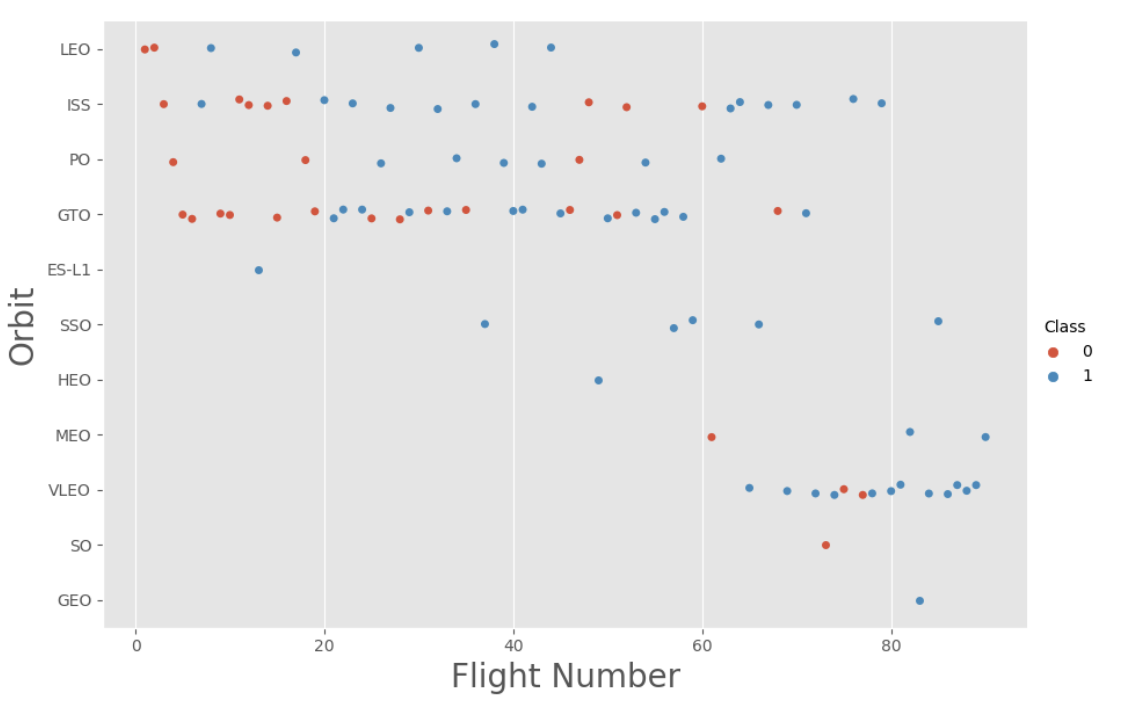 LEO
ISS
PO
GTO
ES-L1
SSO
HEO
MEO
VLEO
SO
GEO
Orbit
0 20 40 60 80
Flight Number
Class
0
1